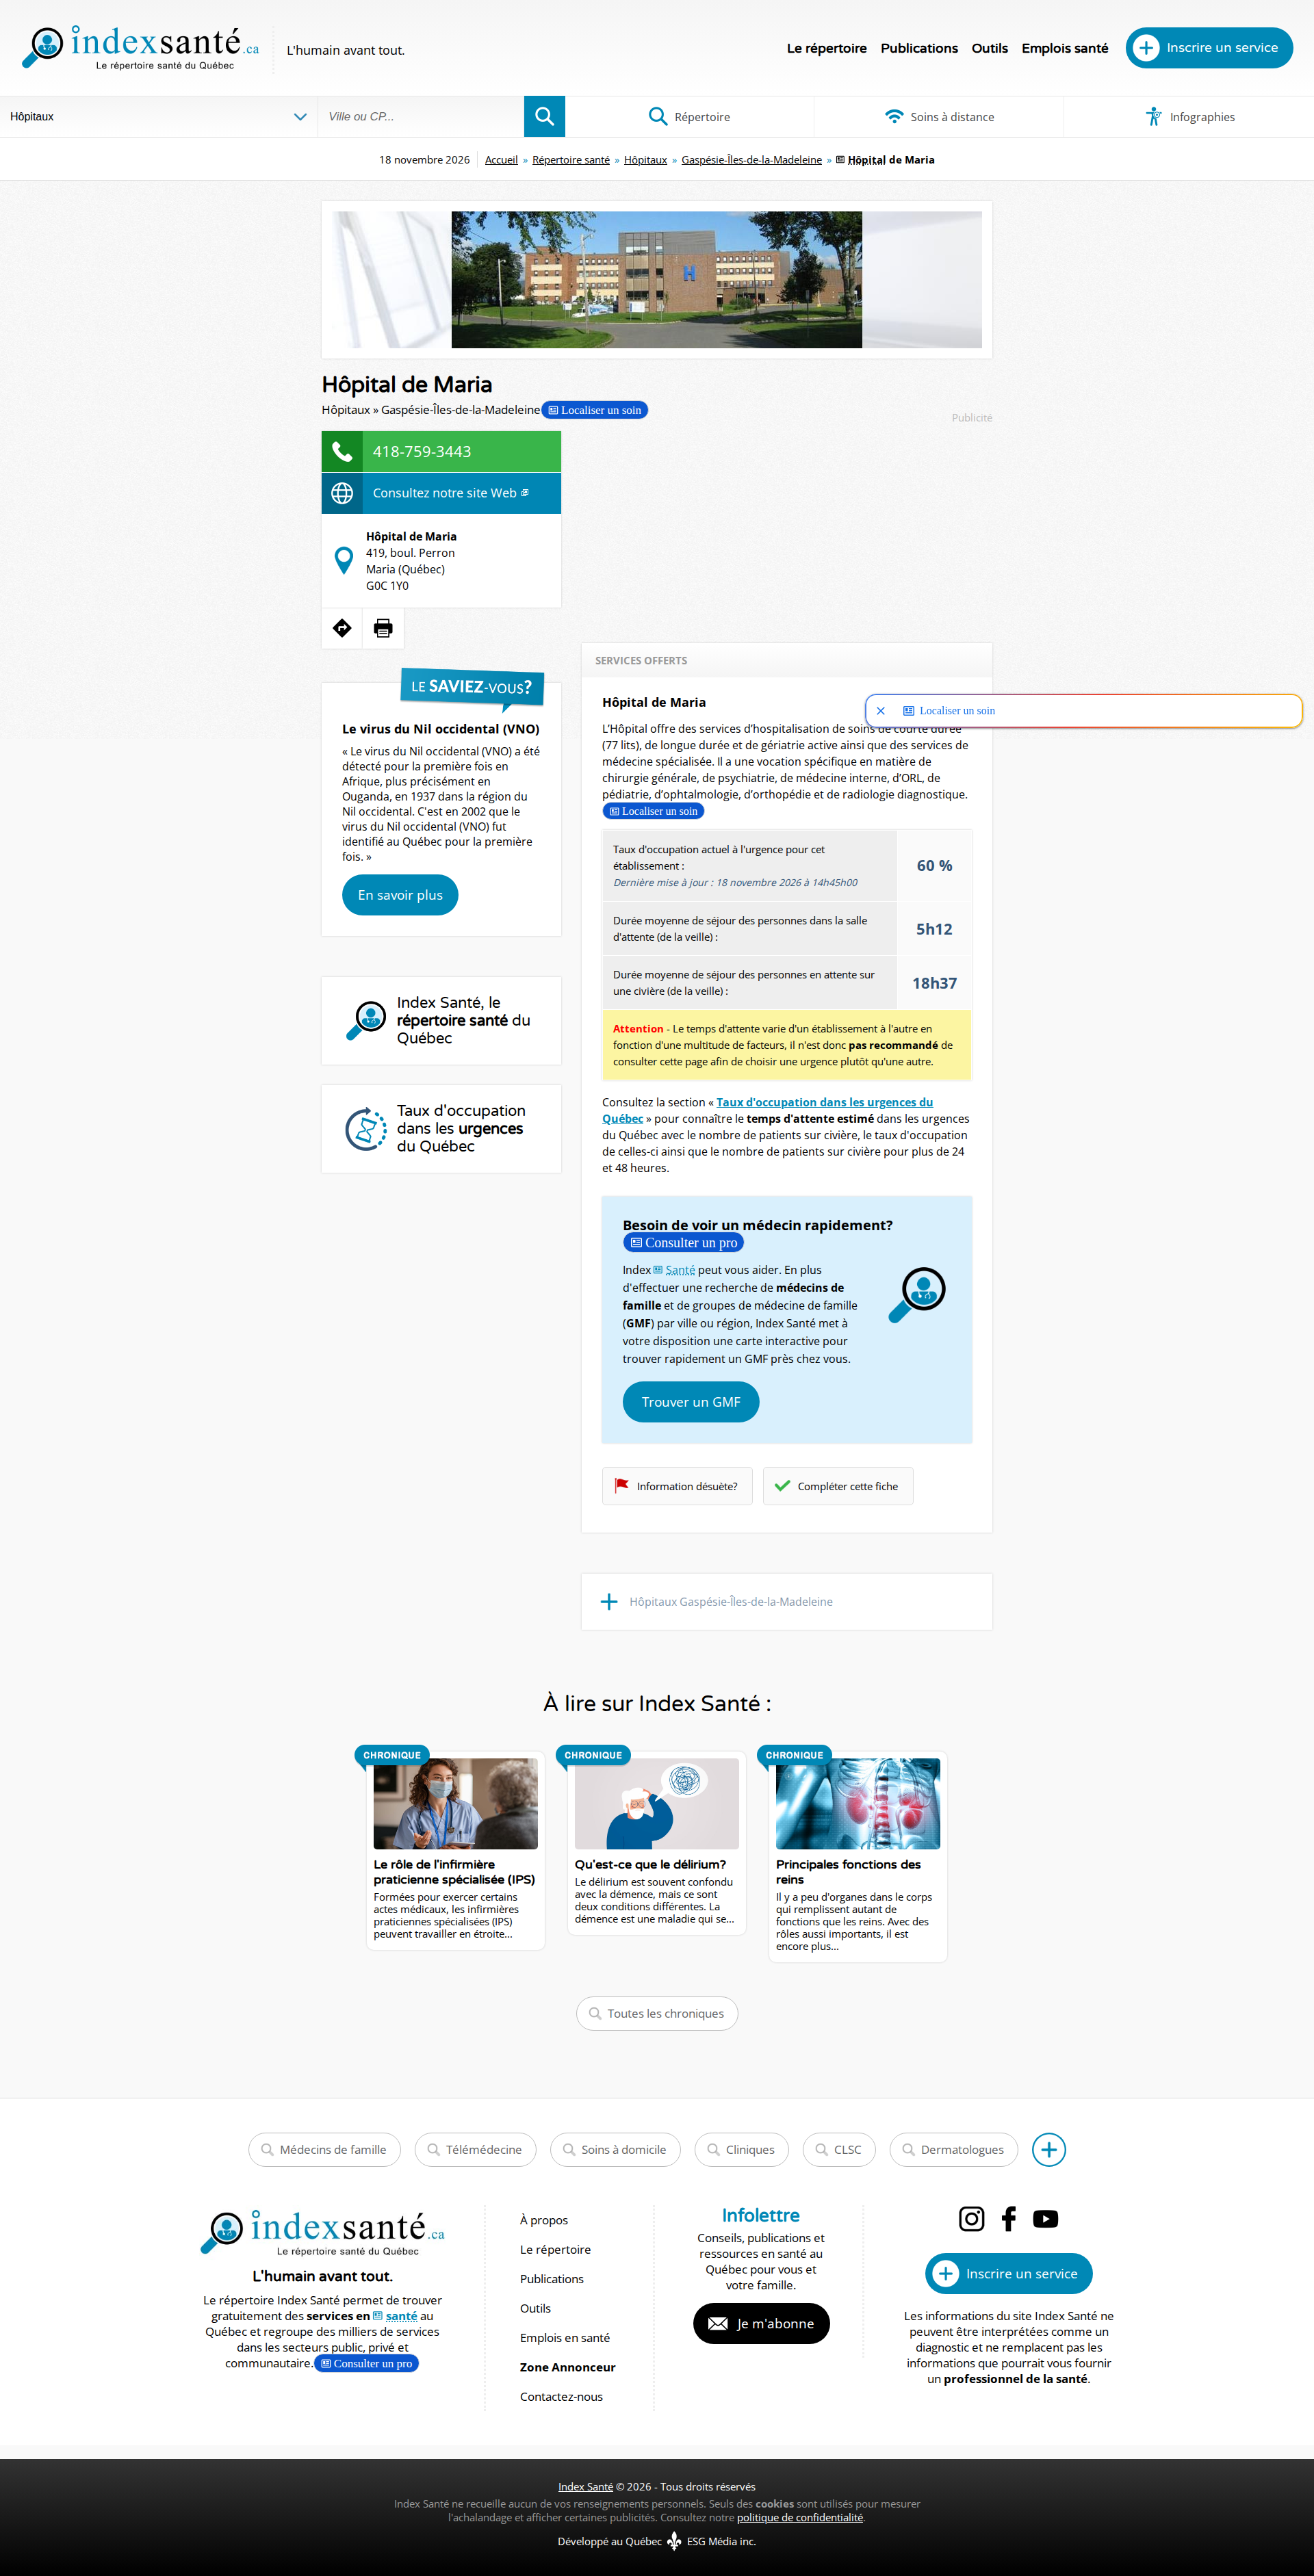 indexsanté.ca
Le répertoire santé du Québec
L'humain avant tout.
Le répertoire
Publications
Outils
Emplois santé
Inscrire un service
Hôpitaux
Ville ou CP...
Répertoire
Soins à distance
Infographies
18 novembre 2026
Accueil » Répertoire santé » Hôpitaux » Gaspésie-Îles-de-la-Madeleine » Hôpital de Maria
H
Hôpital de Maria
Hôpitaux » Gaspésie-Îles-de-la-Madeleine Localiser un soin
Publicité
418-759-3443
Consultez notre site Web
Hôpital de Maria
419, boul. Perron
Maria (Québec)
G0C 1Y0
LE SAVIEZ-VOUS?
Le virus du Nil occidental (VNO)
« Le virus du Nil occidental (VNO) a été
détecté pour la première fois en
Afrique, plus précisément en
Ouganda, en 1937 dans la région du
Nil occidental. C'est en 2002 que le
virus du Nil occidental (VNO) fut
identifié au Québec pour la première
fois. »
En savoir plus
Index Santé, le
répertoire santé du
Québec
Taux d'occupation
dans les urgences
du Québec
SERVICES OFFERTS
Hôpital de Maria
Localiser un soin
L'Hôpital offre des services d'hospitalisation de soins de courte durée
(77 lits), de longue durée et de gériatrie active ainsi que des services de
médecine spécialisée. Il a une vocation spécifique en matière de
chirurgie générale, de psychiatrie, de médecine interne, d'ORL, de
pédiatrie, d'ophtalmologie, d'orthopédie et de radiologie diagnostique.
Localiser un soin
Taux d'occupation actuel à l'urgence pour cet
établissement :
Dernière mise à jour : 18 novembre 2026 à 14h45h00
60 %
Durée moyenne de séjour des personnes dans la salle
d'attente (de la veille) :
5h12
Durée moyenne de séjour des personnes en attente sur
une civière (de la veille) :
18h37
Attention - Le temps d'attente varie d'un établissement à l'autre en
fonction d'une multitude de facteurs, il n'est donc pas recommandé de
consulter cette page afin de choisir une urgence plutôt qu'une autre.
Consultez la section « Taux d'occupation dans les urgences du
Québec » pour connaître le temps d'attente estimé dans les urgences
du Québec avec le nombre de patients sur civière, le taux d'occupation
de celles-ci ainsi que le nombre de patients sur civière pour plus de 24
et 48 heures.
Besoin de voir un médecin rapidement?
Consulter un pro
Index Santé peut vous aider. En plus
d'effectuer une recherche de médecins de
famille et de groupes de médecine de famille
(GMF) par ville ou région, Index Santé met à
votre disposition une carte interactive pour
trouver rapidement un GMF près chez vous.
Trouver un GMF
Information désuète?
Compléter cette fiche
Hôpitaux Gaspésie-Îles-de-la-Madeleine
À lire sur Index Santé :
CHRONIQUE
Le rôle de l'infirmière
praticienne spécialisée (IPS)
Formées pour exercer certains
actes médicaux, les infirmières
praticiennes spécialisées (IPS)
peuvent travailler en étroite...
CHRONIQUE
Qu'est-ce que le délirium?
Le délirium est souvent confondu
avec la démence, mais ce sont
deux conditions différentes. La
démence est une maladie qui se...
CHRONIQUE
Principales fonctions des
reins
Il y a peu d'organes dans le corps
qui remplissent autant de
fonctions que les reins. Avec des
rôles aussi importants, il est
encore plus...
Toutes les chroniques
Médecins de famille
Télémédecine
Soins à domicile
Cliniques
CLSC
Dermatologues
indexsanté.ca
Le répertoire santé du Québec
L'humain avant tout.
Le répertoire Index Santé permet de trouver
gratuitement des services en santé au
Québec et regroupe des milliers de services
dans les secteurs public, privé et
communautaire. Consulter un pro
À propos
Le répertoire
Publications
Outils
Emplois en santé
Zone Annonceur
Contactez-nous
Infolettre
Conseils, publications et
ressources en santé au
Québec pour vous et
votre famille.
Je m'abonne
Inscrire un service
Les informations du site Index Santé ne
peuvent être interprétées comme un
diagnostic et ne remplacent pas les
informations que pourrait vous fournir
un professionnel de la santé.
Index Santé © 2026 - Tous droits réservés
Index Santé ne recueille aucun de vos renseignements personnels. Seuls des cookies sont utilisés pour mesurer
l'achalandage et afficher certaines publicités. Consultez notre politique de confidentialité.
Développé au Québec ESG Média inc.